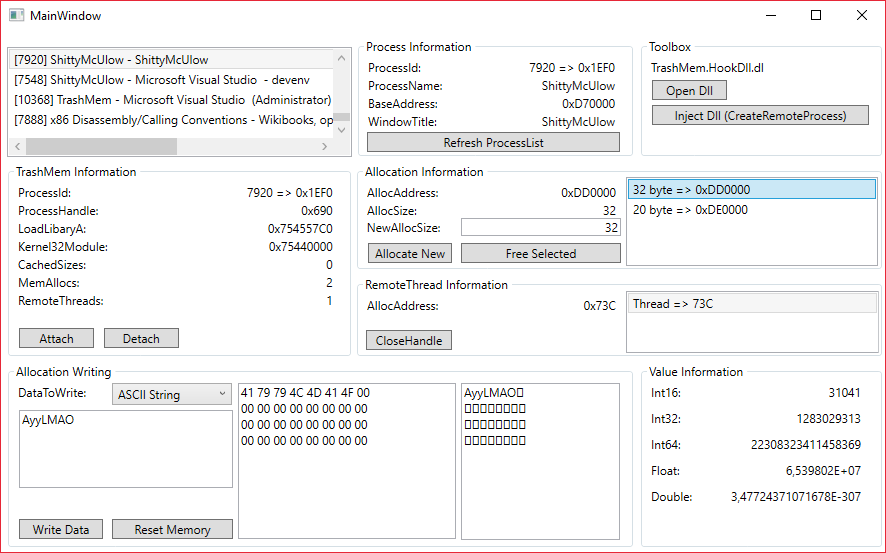 MainWindow
[7920] ShittyMcUlow - ShittyMcUlow
[7548] ShittyMcUlow - Microsoft Visual Studio - devenv
[10368] TrashMem - Microsoft Visual Studio (Administrator)
[7888] x86 Disassembly/Calling Conventions - Wikibooks, op
Process Information
ProcessId: 7920 => 0x1EF0
ProcessName: ShittyMcUlow
BaseAddress: 0xD70000
WindowTitle: ShittyMcUlow
Refresh ProcessList
Toolbox
TrashMem.HookDll.dl
Open Dll
Inject Dll (CreateRemoteProcess)
TrashMem Information
ProcessId: 7920 => 0x1EF0
ProcessHandle: 0x690
LoadLibaryA: 0x754557C0
Kernel32Module: 0x75440000
CachedSizes: 0
MemAllocs: 2
RemoteThreads: 1
Attach Detach
Allocation Information
AllocAddress: 0xDD0000
AllocSize: 32
NewAllocSize: 32
Allocate New Free Selected
32 byte => 0xDD0000
20 byte => 0xDE0000
RemoteThread Information
AllocAddress: 0x73C
CloseHandle
Thread => 73C
Allocation Writing
DataToWrite: ASCII String
AyyLMAO
Write Data Reset Memory
41 79 79 4C 4D 41 4F 00
00 00 00 00 00 00 00 00
00 00 00 00 00 00 00 00
00 00 00 00 00 00 00 00
AyyLMAO▯
▯▯▯▯▯▯▯▯
▯▯▯▯▯▯▯▯
▯▯▯▯▯▯▯▯
Value Information
Int16: 31041
Int32: 1283029313
Int64: 22308323411458369
Float: 6,539802E+07
Double: 3,47724371071678E-307